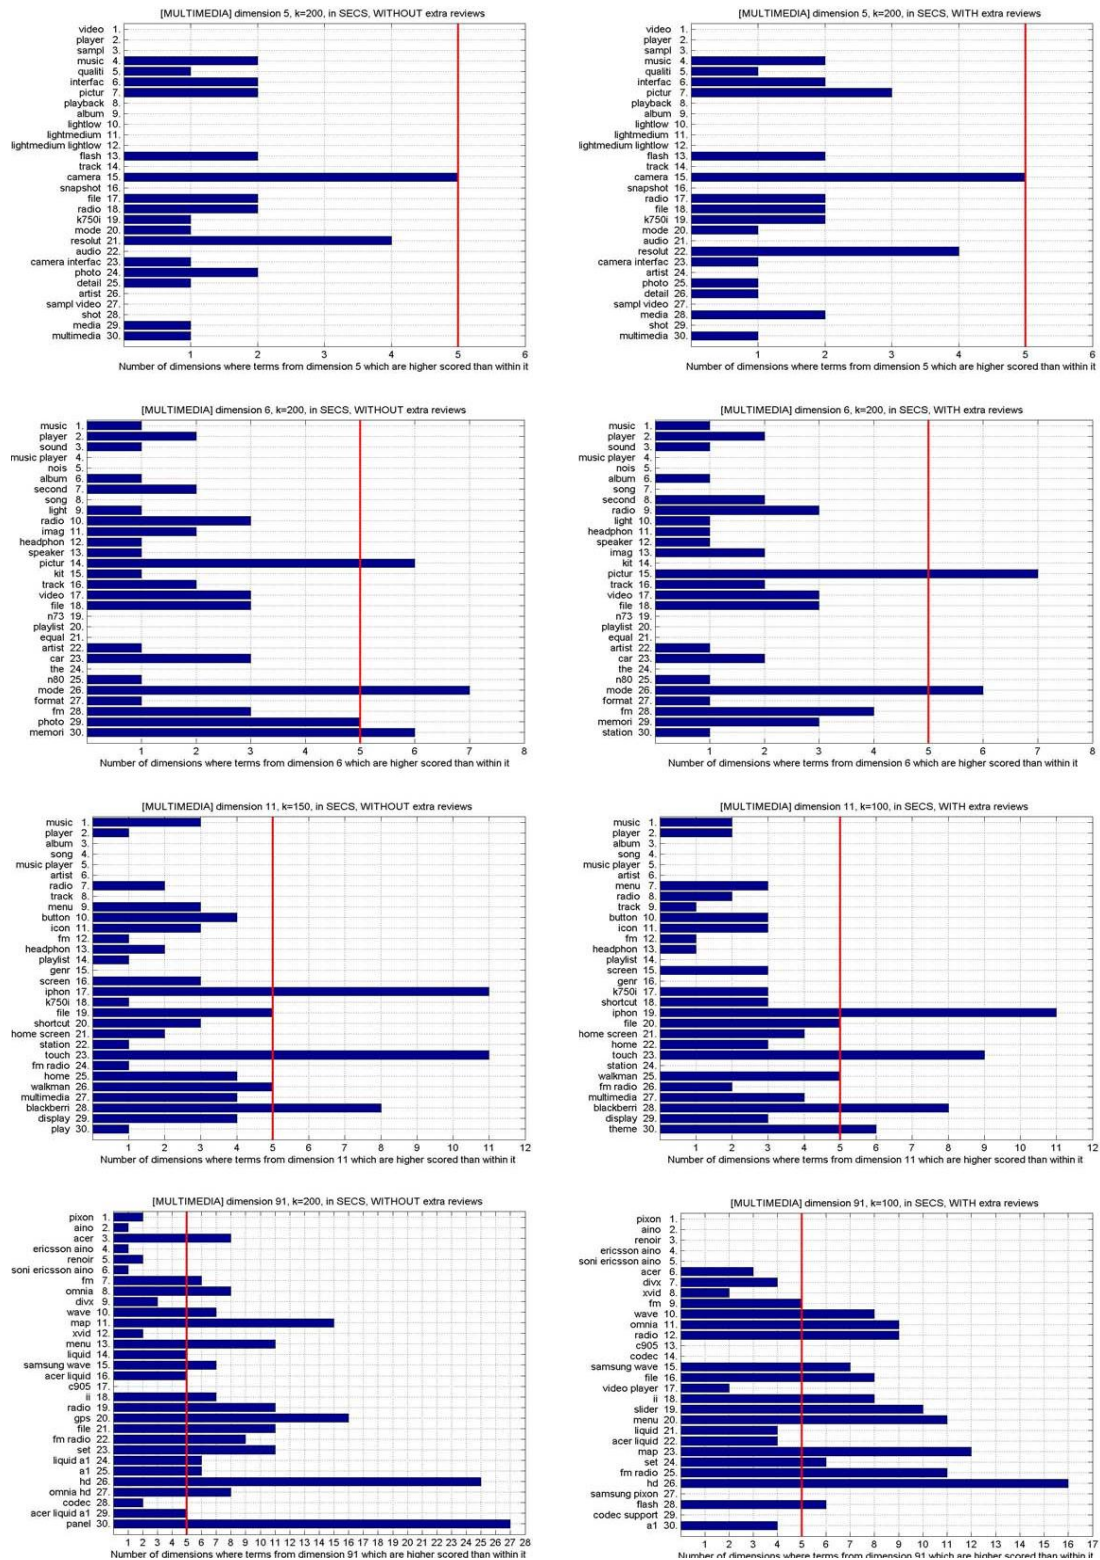 [MULTIMEDIA] dimension 5, k=200, in SECS, WITHOUT extra reviews
video 1.
player 2.
sampl 3.
music 4.
qualiti 5.
interfac 6.
pictur 7.
playback 8.
album 9.
lightlow 10.
lightmedium 11.
lightmedium lightlow 12.
flash 13.
track 14.
camera 15.
snapshot 16.
file 17.
radio 18.
k750i 19.
mode 20.
resolut 21.
audio 22.
camera interfac 23.
photo 24.
detail 25.
artist 26.
sampl video 27.
shot 28.
media 29.
multimedia 30.
1 2 3 4 5 6
Number of dimensions where terms from dimension 5 which are higher scored than within it
[MULTIMEDIA] dimension 5, k=200, in SECS, WITH extra reviews
video 1.
player 2.
sampl 3.
music 4.
qualiti 5.
interfac 6.
pictur 7.
playback 8.
album 9.
lightlow 10.
lightmedium 11.
lightmedium lightlow 12.
flash 13.
track 14.
camera 15.
snapshot 16.
radio 17.
file 18.
k750i 19.
mode 20.
audio 21.
resolut 22.
camera interfac 23.
artist 24.
photo 25.
detail 26.
sampl video 27.
media 28.
shot 29.
multimedia 30.
1 2 3 4 5 6
Number of dimensions where terms from dimension 5 which are higher scored than within it
[MULTIMEDIA] dimension 6, k=200, in SECS, WITHOUT extra reviews
music 1.
player 2.
sound 3.
music player 4.
nois 5.
album 6.
second 7.
song 8.
light 9.
radio 10.
imag 11.
headphon 12.
speaker 13.
pictur 14.
kit 15.
track 16.
video 17.
file 18.
n73 19.
playlist 20.
equal 21.
artist 22.
car 23.
the 24.
n80 25.
mode 26.
format 27.
fm 28.
photo 29.
memori 30.
1 2 3 4 5 6 7 8
Number of dimensions where terms from dimension 6 which are higher scored than within it
[MULTIMEDIA] dimension 6, k=200, in SECS, WITH extra reviews
music 1.
player 2.
sound 3.
music player 4.
nois 5.
album 6.
song 7.
second 8.
radio 9.
light 10.
headphon 11.
speaker 12.
imag 13.
kit 14.
pictur 15.
track 16.
video 17.
file 18.
n73 19.
playlist 20.
equal 21.
artist 22.
car 23.
the 24.
n80 25.
mode 26.
format 27.
fm 28.
memori 29.
station 30.
1 2 3 4 5 6 7 8
Number of dimensions where terms from dimension 6 which are higher scored than within it
[MULTIMEDIA] dimension 11, k=150, in SECS, WITHOUT extra reviews
music 1.
player 2.
album 3.
song 4.
music player 5.
artist 6.
radio 7.
track 8.
menu 9.
button 10.
icon 11.
fm 12.
headphon 13.
playlist 14.
genr 15.
screen 16.
iphon 17.
k750i 18.
file 19.
shortcut 20.
home screen 21.
station 22.
touch 23.
fm radio 24.
home 25.
walkman 26.
multimedia 27.
blackberri 28.
display 29.
play 30.
1 2 3 4 5 6 7 8 9 10 11 12
Number of dimensions where terms from dimension 11 which are higher scored than within it
[MULTIMEDIA] dimension 11, k=100, in SECS, WITH extra reviews
music 1.
player 2.
album 3.
song 4.
music player 5.
artist 6.
menu 7.
radio 8.
track 9.
button 10.
icon 11.
fm 12.
headphon 13.
playlist 14.
screen 15.
genr 16.
k750i 17.
shortcut 18.
iphon 19.
file 20.
home screen 21.
home 22.
touch 23.
station 24.
walkman 25.
fm radio 26.
multimedia 27.
blackberri 28.
display 29.
theme 30.
1 2 3 4 5 6 7 8 9 10 11 12
Number of dimensions where terms from dimension 11 which are higher scored than within it
[MULTIMEDIA] dimension 91, k=200, in SECS, WITHOUT extra reviews
pixon 1.
aino 2.
acer 3.
ericsson aino 4.
renoir 5.
soni ericsson aino 6.
fm 7.
omnia 8.
divx 9.
wave 10.
map 11.
xvid 12.
menu 13.
liquid 14.
samsung wave 15.
acer liquid 16.
c905 17.
ii 18.
radio 19.
gps 20.
file 21.
fm radio 22.
set 23.
liquid a1 24.
a1 25.
hd 26.
omnia hd 27.
codec 28.
acer liquid a1 29.
panel 30.
1 2 3 4 5 6 7 8 9 10 11 12 13 14 15 16 17 18 19 20 21 22 23 24 25 26 27 28
Number of dimensions where terms from dimension 91 which are higher scored than within it
[MULTIMEDIA] dimension 91, k=100, in SECS, WITH extra reviews
pixon 1.
aino 2.
renoir 3.
ericsson aino 4.
soni ericsson aino 5.
acer 6.
divx 7.
xvid 8.
fm 9.
wave 10.
omnia 11.
radio 12.
c905 13.
codec 14.
samsung wave 15.
file 16.
video player 17.
ii 18.
slider 19.
menu 20.
liquid 21.
acer liquid 22.
map 23.
set 24.
fm radio 25.
hd 26.
samsung pixon 27.
flash 28.
codec support 29.
a1 30.
1 2 3 4 5 6 7 8 9 10 11 12 13 14 15 16 17
Number of dimensions where terms from dimension 91 which are higher scored than within it